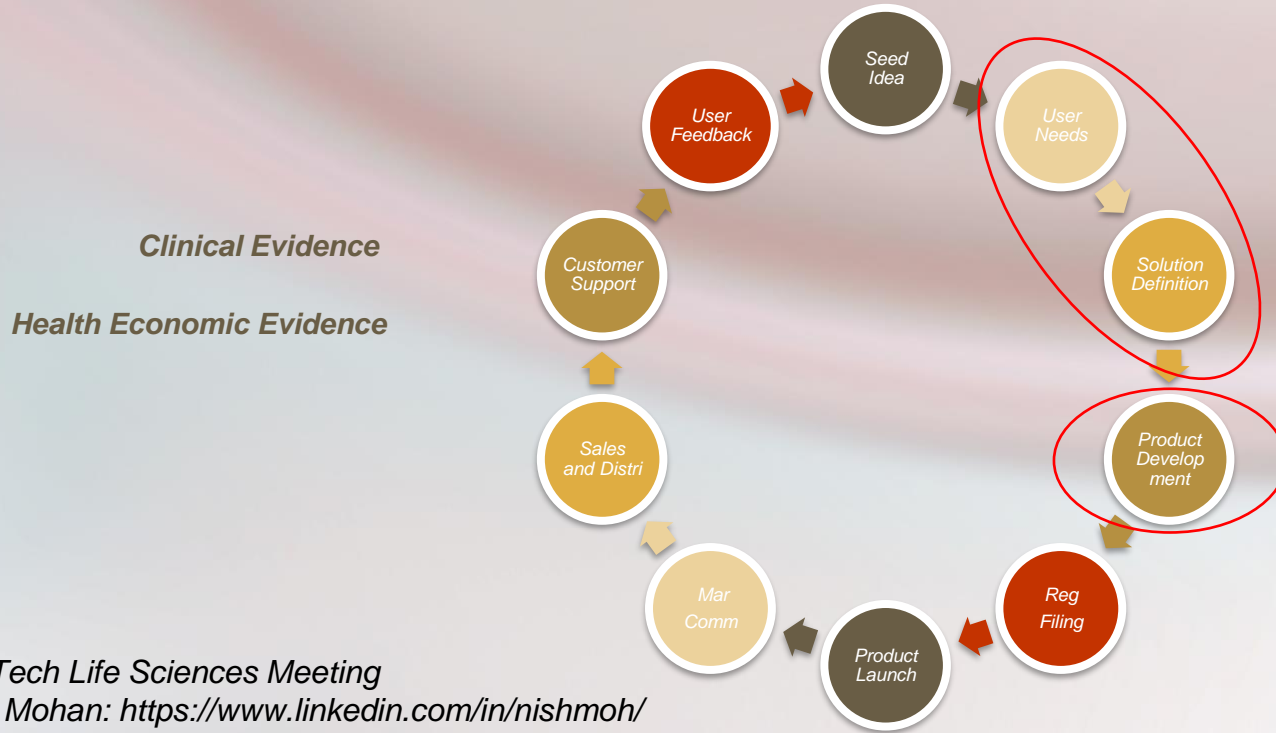 Seed
Idea
User
Needs
Solution
Definition
Product
Develop
ment
Reg
Filing
Product
Launch
Mar
Comm
Sales
and Distri
Customer
Support
User
Feedback
Clinical Evidence
Health Economic Evidence
Tech Life Sciences Meeting
Mohan: https://www.linkedin.com/in/nishmoh/